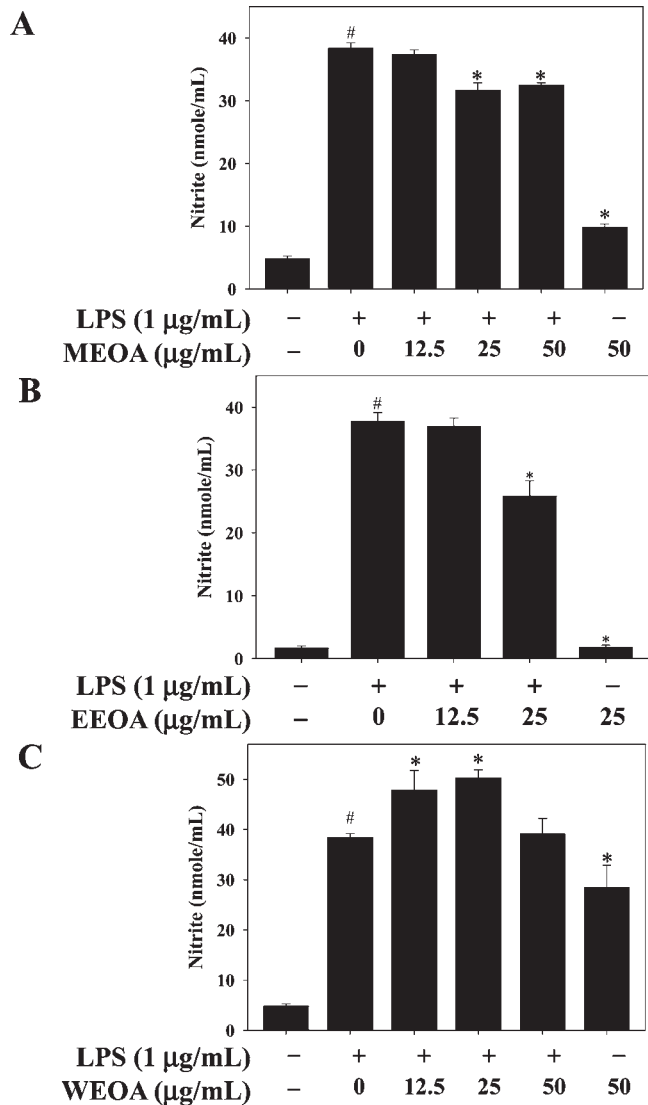 A
Nitrite (nmole/mL)
40
30
20
10
0
#
*
*
*
LPS (1 μg/mL) – + + + + –
MEOA (μg/mL) – 0 12.5 25 50 50
B
Nitrite (nmole/mL)
40
30
20
10
0
#
*
*
LPS (1 μg/mL) – + + + –
EEOA (μg/mL) – 0 12.5 25 25
C
Nitrite (nmole/mL)
50
40
30
20
10
0
#
*
*
*
LPS (1 μg/mL) – + + + + –
WEOA (μg/mL) – 0 12.5 25 50 50